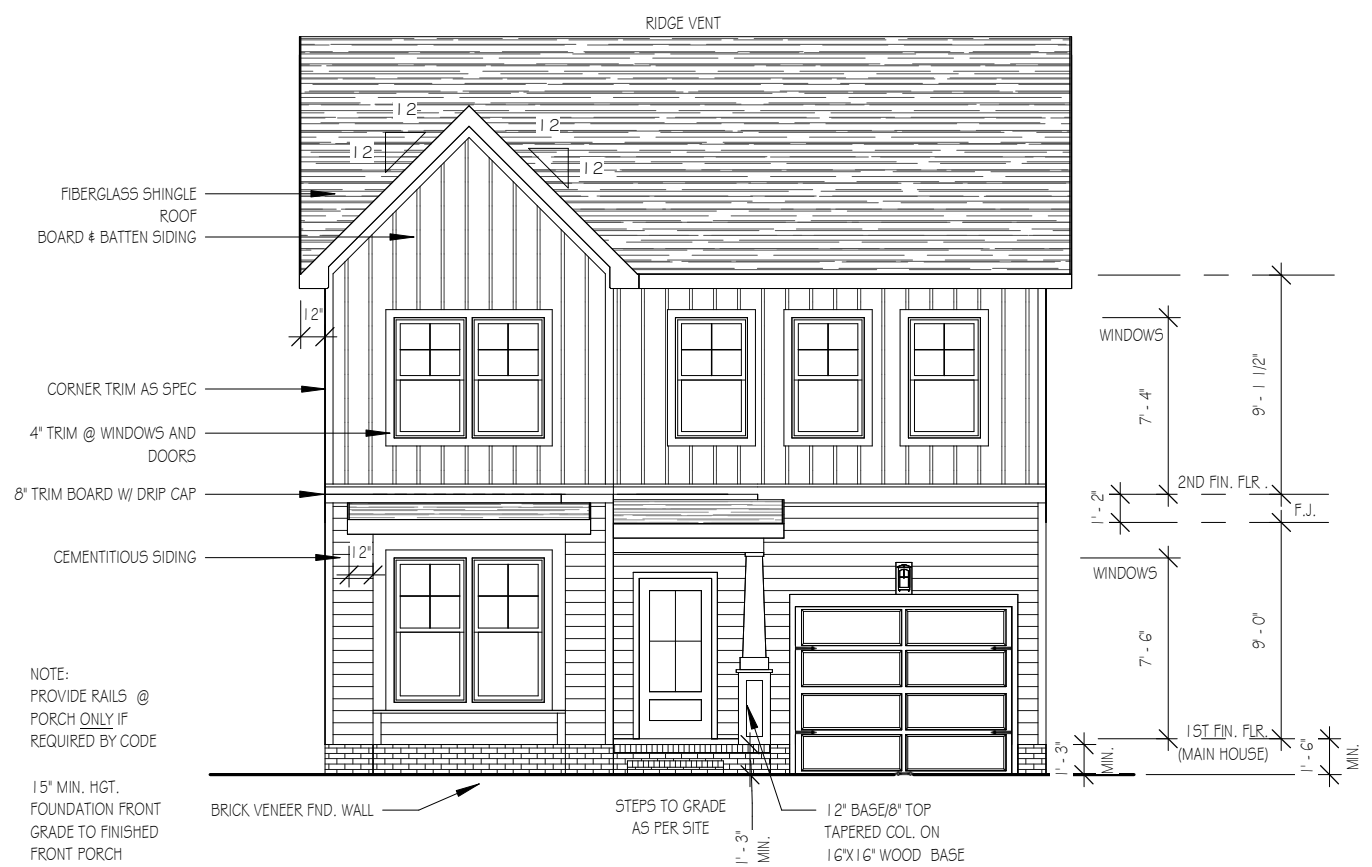 RIDGE VENT
12
12
12
12
FIBERGLASS SHINGLE
ROOF
BOARD & BATTEN SIDING
12"
WINDOWS
7' - 4"
9' - 1 1/2"
CORNER TRIM AS SPEC
4" TRIM @ WINDOWS AND
DOORS
8" TRIM BOARD W/ DRIP CAP
2ND FIN. FLR .
1' - 2"
F.J.
CEMENTITIOUS SIDING
12"
WINDOWS
7' - 6"
9' - 0"
NOTE:
PROVIDE RAILS @
PORCH ONLY IF
REQUIRED BY CODE
1ST FIN. FLR.
(MAIN HOUSE)
1' - 3"
MIN.
1' - 6"
MIN.
15" MIN. HGT.
FOUNDATION FRONT
GRADE TO FINISHED
FRONT PORCH
BRICK VENEER FND. WALL
STEPS TO GRADE
AS PER SITE
1' - 3"
MIN.
12" BASE/8" TOP
TAPERED COL. ON
16"X16" WOOD BASE